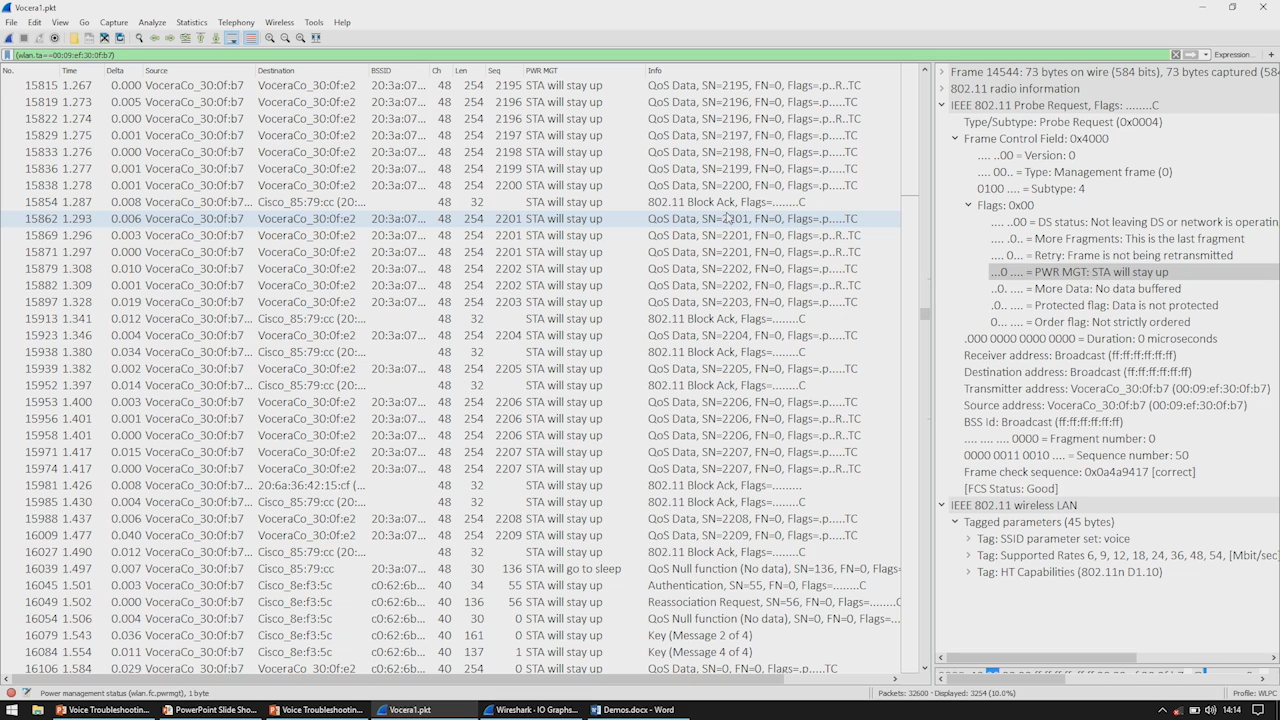 Vocera1.pkt
File Edit View Go Capture Analyze Statistics Telephony Wireless Tools Help
(wlan.ta==00:09:ef:30:0f:b7) Expression... +
No. Time Delta Source Destination BSSID Ch Len Seq PWR MGT Info
15815 1.267 0.000 VoceraCo_30:0f:b7 VoceraCo_30:0f:e2 20:3a:07... 48 254 2195 STA will stay up QoS Data, SN=2195, FN=0, Flags=.p..R..TC
15819 1.273 0.005 VoceraCo_30:0f:b7 VoceraCo_30:0f:e2 20:3a:07... 48 254 2196 STA will stay up QoS Data, SN=2196, FN=0, Flags=.p.....TC
15822 1.274 0.000 VoceraCo_30:0f:b7 VoceraCo_30:0f:e2 20:3a:07... 48 254 2196 STA will stay up QoS Data, SN=2196, FN=0, Flags=.p..R..TC
15829 1.275 0.001 VoceraCo_30:0f:b7 VoceraCo_30:0f:e2 20:3a:07... 48 254 2197 STA will stay up QoS Data, SN=2197, FN=0, Flags=.p.....TC
15833 1.276 0.000 VoceraCo_30:0f:b7 VoceraCo_30:0f:e2 20:3a:07... 48 254 2198 STA will stay up QoS Data, SN=2198, FN=0, Flags=.p.....TC
15836 1.277 0.001 VoceraCo_30:0f:b7 VoceraCo_30:0f:e2 20:3a:07... 48 254 2199 STA will stay up QoS Data, SN=2199, FN=0, Flags=.p.....TC
15838 1.278 0.001 VoceraCo_30:0f:b7 VoceraCo_30:0f:e2 20:3a:07... 48 254 2200 STA will stay up QoS Data, SN=2200, FN=0, Flags=.p.....TC
15854 1.287 0.008 VoceraCo_30:0f:b7... Cisco_85:79:cc (20:... 48 32 STA will stay up 802.11 Block Ack, Flags=........C
15862 1.293 0.006 VoceraCo_30:0f:b7 VoceraCo_30:0f:e2 20:3a:07... 48 254 2201 STA will stay up QoS Data, SN=2201, FN=0, Flags=.p.....TC
15869 1.296 0.003 VoceraCo_30:0f:b7 VoceraCo_30:0f:e2 20:3a:07... 48 254 2201 STA will stay up QoS Data, SN=2201, FN=0, Flags=.p..R..TC
15871 1.297 0.000 VoceraCo_30:0f:b7 VoceraCo_30:0f:e2 20:3a:07... 48 254 2201 STA will stay up QoS Data, SN=2201, FN=0, Flags=.p..R..TC
15879 1.308 0.010 VoceraCo_30:0f:b7 VoceraCo_30:0f:e2 20:3a:07... 48 254 2202 STA will stay up QoS Data, SN=2202, FN=0, Flags=.p.....TC
15882 1.309 0.001 VoceraCo_30:0f:b7 VoceraCo_30:0f:e2 20:3a:07... 48 254 2202 STA will stay up QoS Data, SN=2202, FN=0, Flags=.p..R..TC
15897 1.328 0.019 VoceraCo_30:0f:b7 VoceraCo_30:0f:e2 20:3a:07... 48 254 2203 STA will stay up QoS Data, SN=2203, FN=0, Flags=.p.....TC
15913 1.341 0.012 VoceraCo_30:0f:b7... Cisco_85:79:cc (20:... 48 32 STA will stay up 802.11 Block Ack, Flags=........C
15923 1.346 0.004 VoceraCo_30:0f:b7 VoceraCo_30:0f:e2 20:3a:07... 48 254 2204 STA will stay up QoS Data, SN=2204, FN=0, Flags=.p.....TC
15938 1.380 0.034 VoceraCo_30:0f:b7... Cisco_85:79:cc (20:... 48 32 STA will stay up 802.11 Block Ack, Flags=........C
15939 1.382 0.002 VoceraCo_30:0f:b7 VoceraCo_30:0f:e2 20:3a:07... 48 254 2205 STA will stay up QoS Data, SN=2205, FN=0, Flags=.p.....TC
15952 1.397 0.014 VoceraCo_30:0f:b7... Cisco_85:79:cc (20:... 48 32 STA will stay up 802.11 Block Ack, Flags=........C
15953 1.400 0.003 VoceraCo_30:0f:b7 VoceraCo_30:0f:e2 20:3a:07... 48 254 2206 STA will stay up QoS Data, SN=2206, FN=0, Flags=.p.....TC
15956 1.401 0.001 VoceraCo_30:0f:b7 VoceraCo_30:0f:e2 20:3a:07... 48 254 2206 STA will stay up QoS Data, SN=2206, FN=0, Flags=.p..R..TC
15958 1.401 0.000 VoceraCo_30:0f:b7 VoceraCo_30:0f:e2 20:3a:07... 48 254 2206 STA will stay up QoS Data, SN=2206, FN=0, Flags=.p..R..TC
15971 1.417 0.015 VoceraCo_30:0f:b7 VoceraCo_30:0f:e2 20:3a:07... 48 254 2207 STA will stay up QoS Data, SN=2207, FN=0, Flags=.p.....TC
15974 1.417 0.000 VoceraCo_30:0f:b7 VoceraCo_30:0f:e2 20:3a:07... 48 254 2207 STA will stay up QoS Data, SN=2207, FN=0, Flags=.p..R..TC
15981 1.426 0.008 VoceraCo_30:0f:b7... 20:6a:36:42:15:cf (... 48 32 STA will stay up 802.11 Block Ack, Flags=........
15985 1.430 0.004 VoceraCo_30:0f:b7... Cisco_85:79:cc (20:... 48 32 STA will stay up 802.11 Block Ack, Flags=........C
15988 1.437 0.006 VoceraCo_30:0f:b7 VoceraCo_30:0f:e2 20:3a:07... 48 254 2208 STA will stay up QoS Data, SN=2208, FN=0, Flags=.p.....TC
16009 1.477 0.040 VoceraCo_30:0f:b7 VoceraCo_30:0f:e2 20:3a:07... 48 254 2209 STA will stay up QoS Data, SN=2209, FN=0, Flags=.p.....TC
16027 1.490 0.012 VoceraCo_30:0f:b7... Cisco_85:79:cc (20:... 48 32 STA will stay up 802.11 Block Ack, Flags=........C
16039 1.497 0.006 VoceraCo_30:0f:b7 Cisco_85:79:cc 20:3a:07... 48 30 136 STA will go to sleep QoS Null function (No data), SN=136, FN=0, Flags=
16045 1.501 0.003 VoceraCo_30:0f:b7 Cisco_8e:f3:5c c0:62:6b... 40 34 55 STA will stay up Authentication, SN=55, FN=0, Flags=........C
16049 1.502 0.000 VoceraCo_30:0f:b7 Cisco_8e:f3:5c c0:62:6b... 40 136 56 STA will stay up Reassociation Request, SN=56, FN=0, Flags=........C
16054 1.506 0.004 VoceraCo_30:0f:b7 Cisco_8e:f3:5c c0:62:6b... 40 30 0 STA will stay up QoS Null function (No data), SN=0, FN=0, Flags=...
16079 1.543 0.036 VoceraCo_30:0f:b7 Cisco_8e:f3:5c c0:62:6b... 40 161 0 STA will stay up Key (Message 2 of 4)
16088 1.554 0.011 VoceraCo_30:0f:b7 Cisco_8e:f3:5c c0:62:6b... 40 137 1 STA will stay up Key (Message 4 of 4)
16106 1.584 0.029 VoceraCo_30:0f:b7 VoceraCo_30:0f:e2 c0:62:6b... 40 254 0 STA will stay up QoS Data, SN=0, FN=0, Flags=.p.....TC
Frame 14544: 73 bytes on wire (584 bits), 73 bytes captured (584
802.11 radio information
IEEE 802.11 Probe Request, Flags: ........C
Type/Subtype: Probe Request (0x0004)
Frame Control Field: 0x4000
.... ..00 = Version: 0
.... 00.. = Type: Management frame (0)
0100 .... = Subtype: 4
Flags: 0x00
.... ..00 = DS status: Not leaving DS or network is operatin
.... .0.. = More Fragments: This is the last fragment
.... 0... = Retry: Frame is not being retransmitted
...0 .... = PWR MGT: STA will stay up
..0. .... = More Data: No data buffered
.0.. .... = Protected flag: Data is not protected
0... .... = Order flag: Not strictly ordered
.000 0000 0000 0000 = Duration: 0 microseconds
Receiver address: Broadcast (ff:ff:ff:ff:ff:ff)
Destination address: Broadcast (ff:ff:ff:ff:ff:ff)
Transmitter address: VoceraCo_30:0f:b7 (00:09:ef:30:0f:b7)
Source address: VoceraCo_30:0f:b7 (00:09:ef:30:0f:b7)
BSS Id: Broadcast (ff:ff:ff:ff:ff:ff)
.... .... .... 0000 = Fragment number: 0
0000 0011 0010 .... = Sequence number: 50
Frame check sequence: 0x0a4a9417 [correct]
[FCS Status: Good]
IEEE 802.11 wireless LAN
Tagged parameters (45 bytes)
Tag: SSID parameter set: voice
Tag: Supported Rates 6, 9, 12, 18, 24, 36, 48, 54, [Mbit/sec
Tag: HT Capabilities (802.11n D1.10)
Power management status (wlan.fc.pwrmgt), 1 byte Packets: 32600 · Displayed: 3254 (10.0%) Profile: WLPC
Voice Troubleshootin... PowerPoint Slide Sho... Voice Troubleshootin... Vocera1.pkt Wireshark - IO Graphs... Demos.docx - Word 14:14